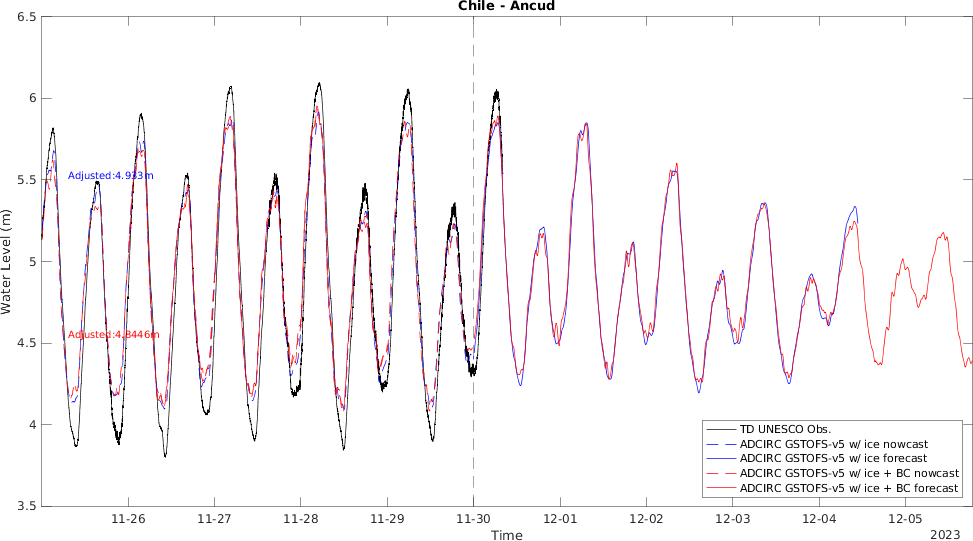 Chile - Ancud
6.5
6
5.5
5
4.5
4
3.5
Water Level (m)
Adjusted:4.933m
Adjusted:4.8446m
TD UNESCO Obs.
ADCIRC GSTOFS-v5 w/ ice nowcast
ADCIRC GSTOFS-v5 w/ ice forecast
ADCIRC GSTOFS-v5 w/ ice + BC nowcast
ADCIRC GSTOFS-v5 w/ ice + BC forecast
11-26 11-27 11-28 11-29 11-30 12-01 12-02 12-03 12-04 12-05
Time
2023